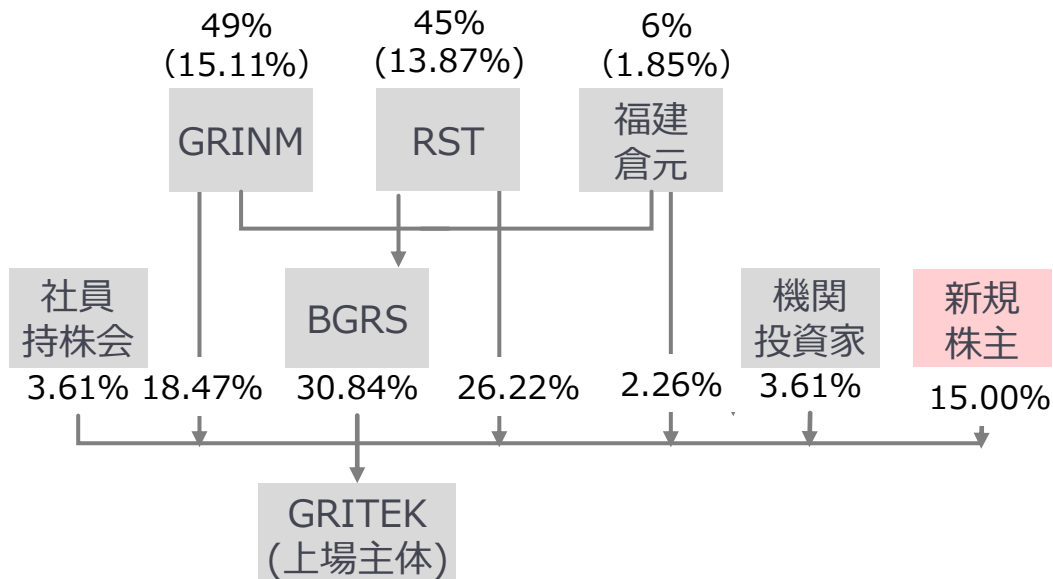 49% 45% 6%
(15.11%) (13.87%) (1.85%)
GRINM RST 福建
倉元
社員
持株会
BGRS
機関
投資家
新規
株主
3.61% 18.47% 30.84% 26.22% 2.26% 3.61% 15.00%
GRITEK
(上場主体)